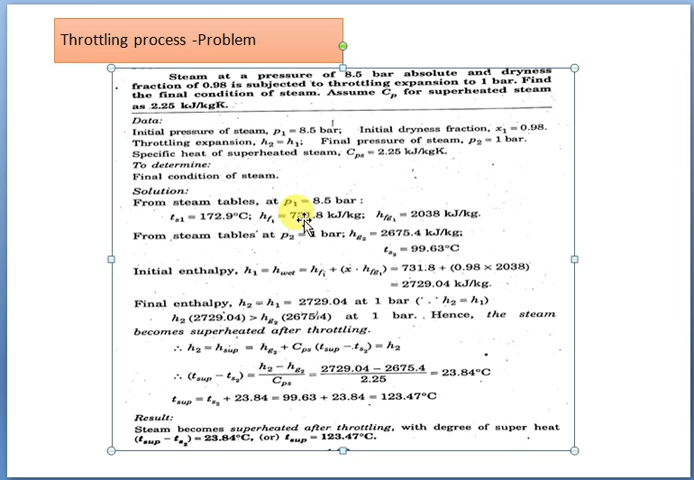 Throttling process -Problem
Steam at a pressure of 8.5 bar absolute and dryness
fraction of 0.98 is subjected to throttling expansion to 1 bar. Find
the final condition of steam. Assume Cp for superheated steam
as 2.25 kJ/kgK.
Data:
Initial pressure of steam, p1 = 8.5 bar; Initial dryness fraction, x1 = 0.98.
Throttling expansion, h2 = h1; Final pressure of steam, p2 = 1 bar.
Specific heat of superheated steam, Cps = 2.25 kJ/kgK.
To determine:
Final condition of steam.
Solution:
From steam tables, at p1 = 8.5 bar :
ts1 = 172.9°C; hf1 = 731.8 kJ/kg; hfg1 = 2038 kJ/kg.
From steam tables at p2 = 1 bar; hg2 = 2675.4 kJ/kg;
ts2 = 99.63°C
Initial enthalpy, h1 = hwet = hf1 + (x · hfg1) = 731.8 + (0.98 × 2038)
= 2729.04 kJ/kg.
Final enthalpy, h2 = h1 = 2729.04 at 1 bar (∵ h2 = h1)
h2 (2729.04) > hg2 (2675.4) at 1 bar. Hence, the steam
becomes superheated after throttling.
∴ h2 = hsup = hg2 + Cps (tsup − ts2) = h2
∴ (tsup − ts2) = (h2 − hg2)/Cps = (2729.04 − 2675.4)/2.25 = 23.84°C
tsup = ts2 + 23.84 = 99.63 + 23.84 = 123.47°C
Result:
Steam becomes superheated after throttling, with degree of super heat
(tsup − ts2) = 23.84°C, (or) tsup = 123.47°C.